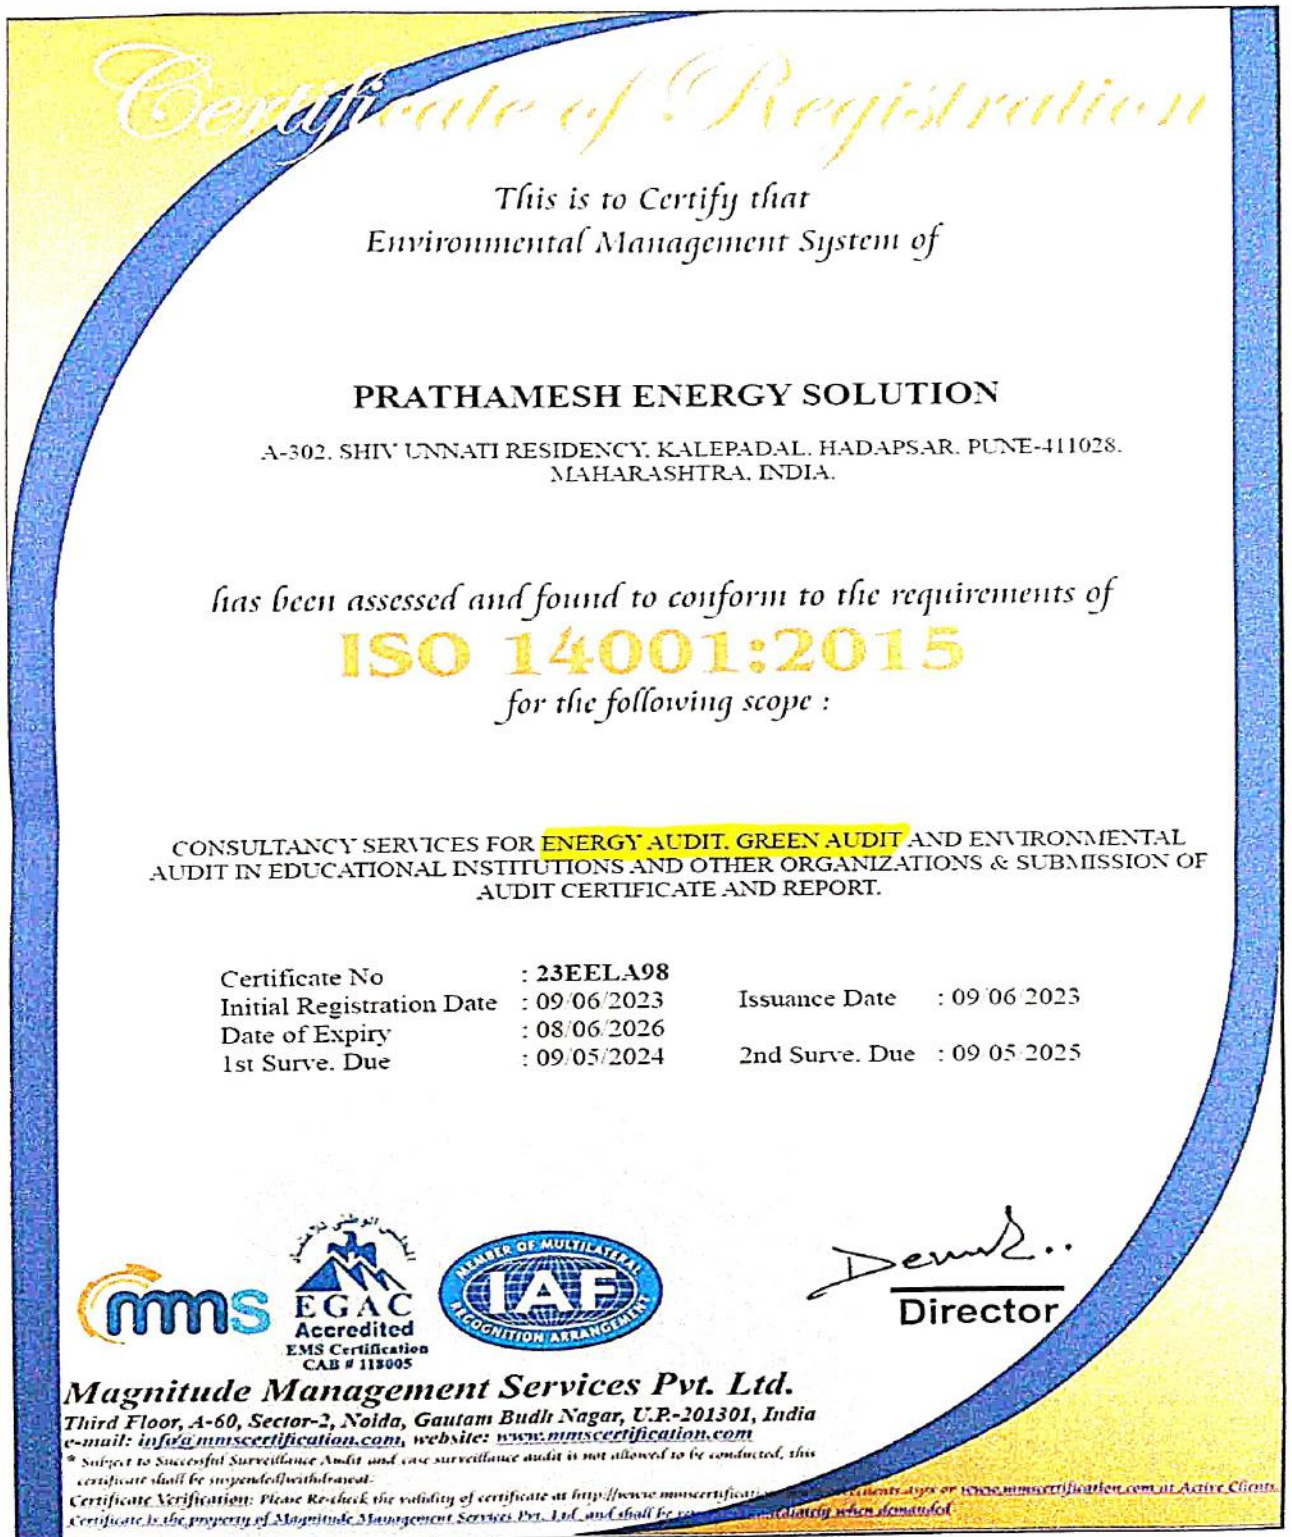 Certificate of Registration
This is to Certify that
Environmental Management System of
PRATHAMESH ENERGY SOLUTION
A-302, SHIV UNNATI RESIDENCY, KALEPADAL, HADAPSAR, PUNE-411028,
MAHARASHTRA, INDIA.
has been assessed and found to conform to the requirements of
ISO 14001:2015
for the following scope :
CONSULTANCY SERVICES FOR ENERGY AUDIT, GREEN AUDIT AND ENVIRONMENTAL
AUDIT IN EDUCATIONAL INSTITUTIONS AND OTHER ORGANIZATIONS & SUBMISSION OF
AUDIT CERTIFICATE AND REPORT.
Certificate No : 23EELA98
Initial Registration Date : 09/06/2023 Issuance Date : 09/06/2023
Date of Expiry : 08/06/2026
1st Surve. Due : 09/05/2024 2nd Surve. Due : 09/05/2025
mms
EGAC
Accredited
EMS Certification
CAB # 118005
MEMBER OF MULTILATERAL
IAF
RECOGNITION ARRANGEMENT
Director
Magnitude Management Services Pvt. Ltd.
Third Floor, A-60, Sector-2, Noida, Gautam Budh Nagar, U.P.-201301, India
e-mail: info@mmscertification.com, website: www.mmscertification.com
* Subject to Successful Surveillance Audit and case surveillance audit is not allowed to be conducted, this
certificate shall be suspended/withdrawal.
Certificate Verification: Please Re-check the validity of certificate at or www.mmscertification.com at Active Clients.
Certificate is the property of Magnitude Management Services Pvt. Ltd. and shall be when demanded